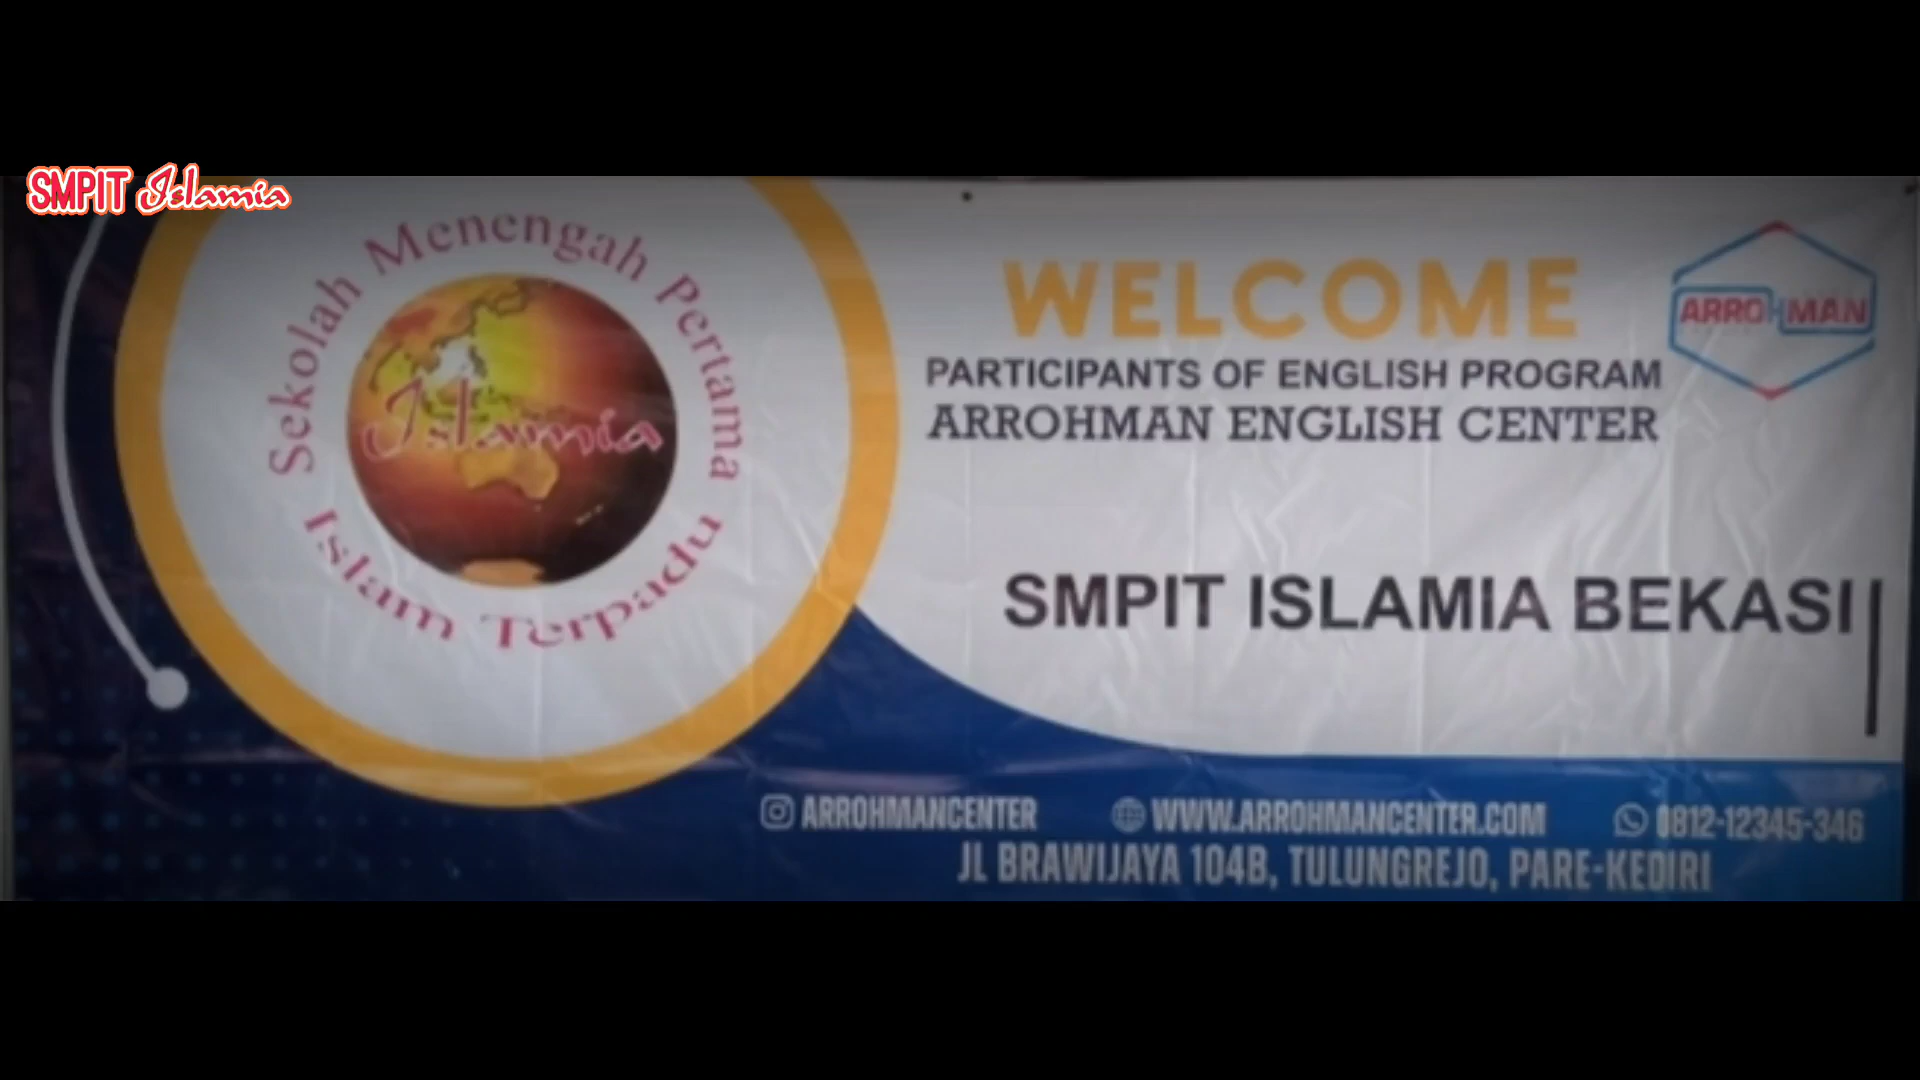 SMPIT Islamia
Sekolah Menengah Pertama
Islamia
Islam Terpadu
WELCOME
PARTICIPANTS OF ENGLISH PROGRAM
ARROHMAN ENGLISH CENTER
ARROHMAN
SMPIT ISLAMIA BEKASI
ARROHMANCENTER
WWW.ARROHMANCENTER.COM
0812-12345-346
JL BRAWIJAYA 104B, TULUNGREJO, PARE-KEDIRI